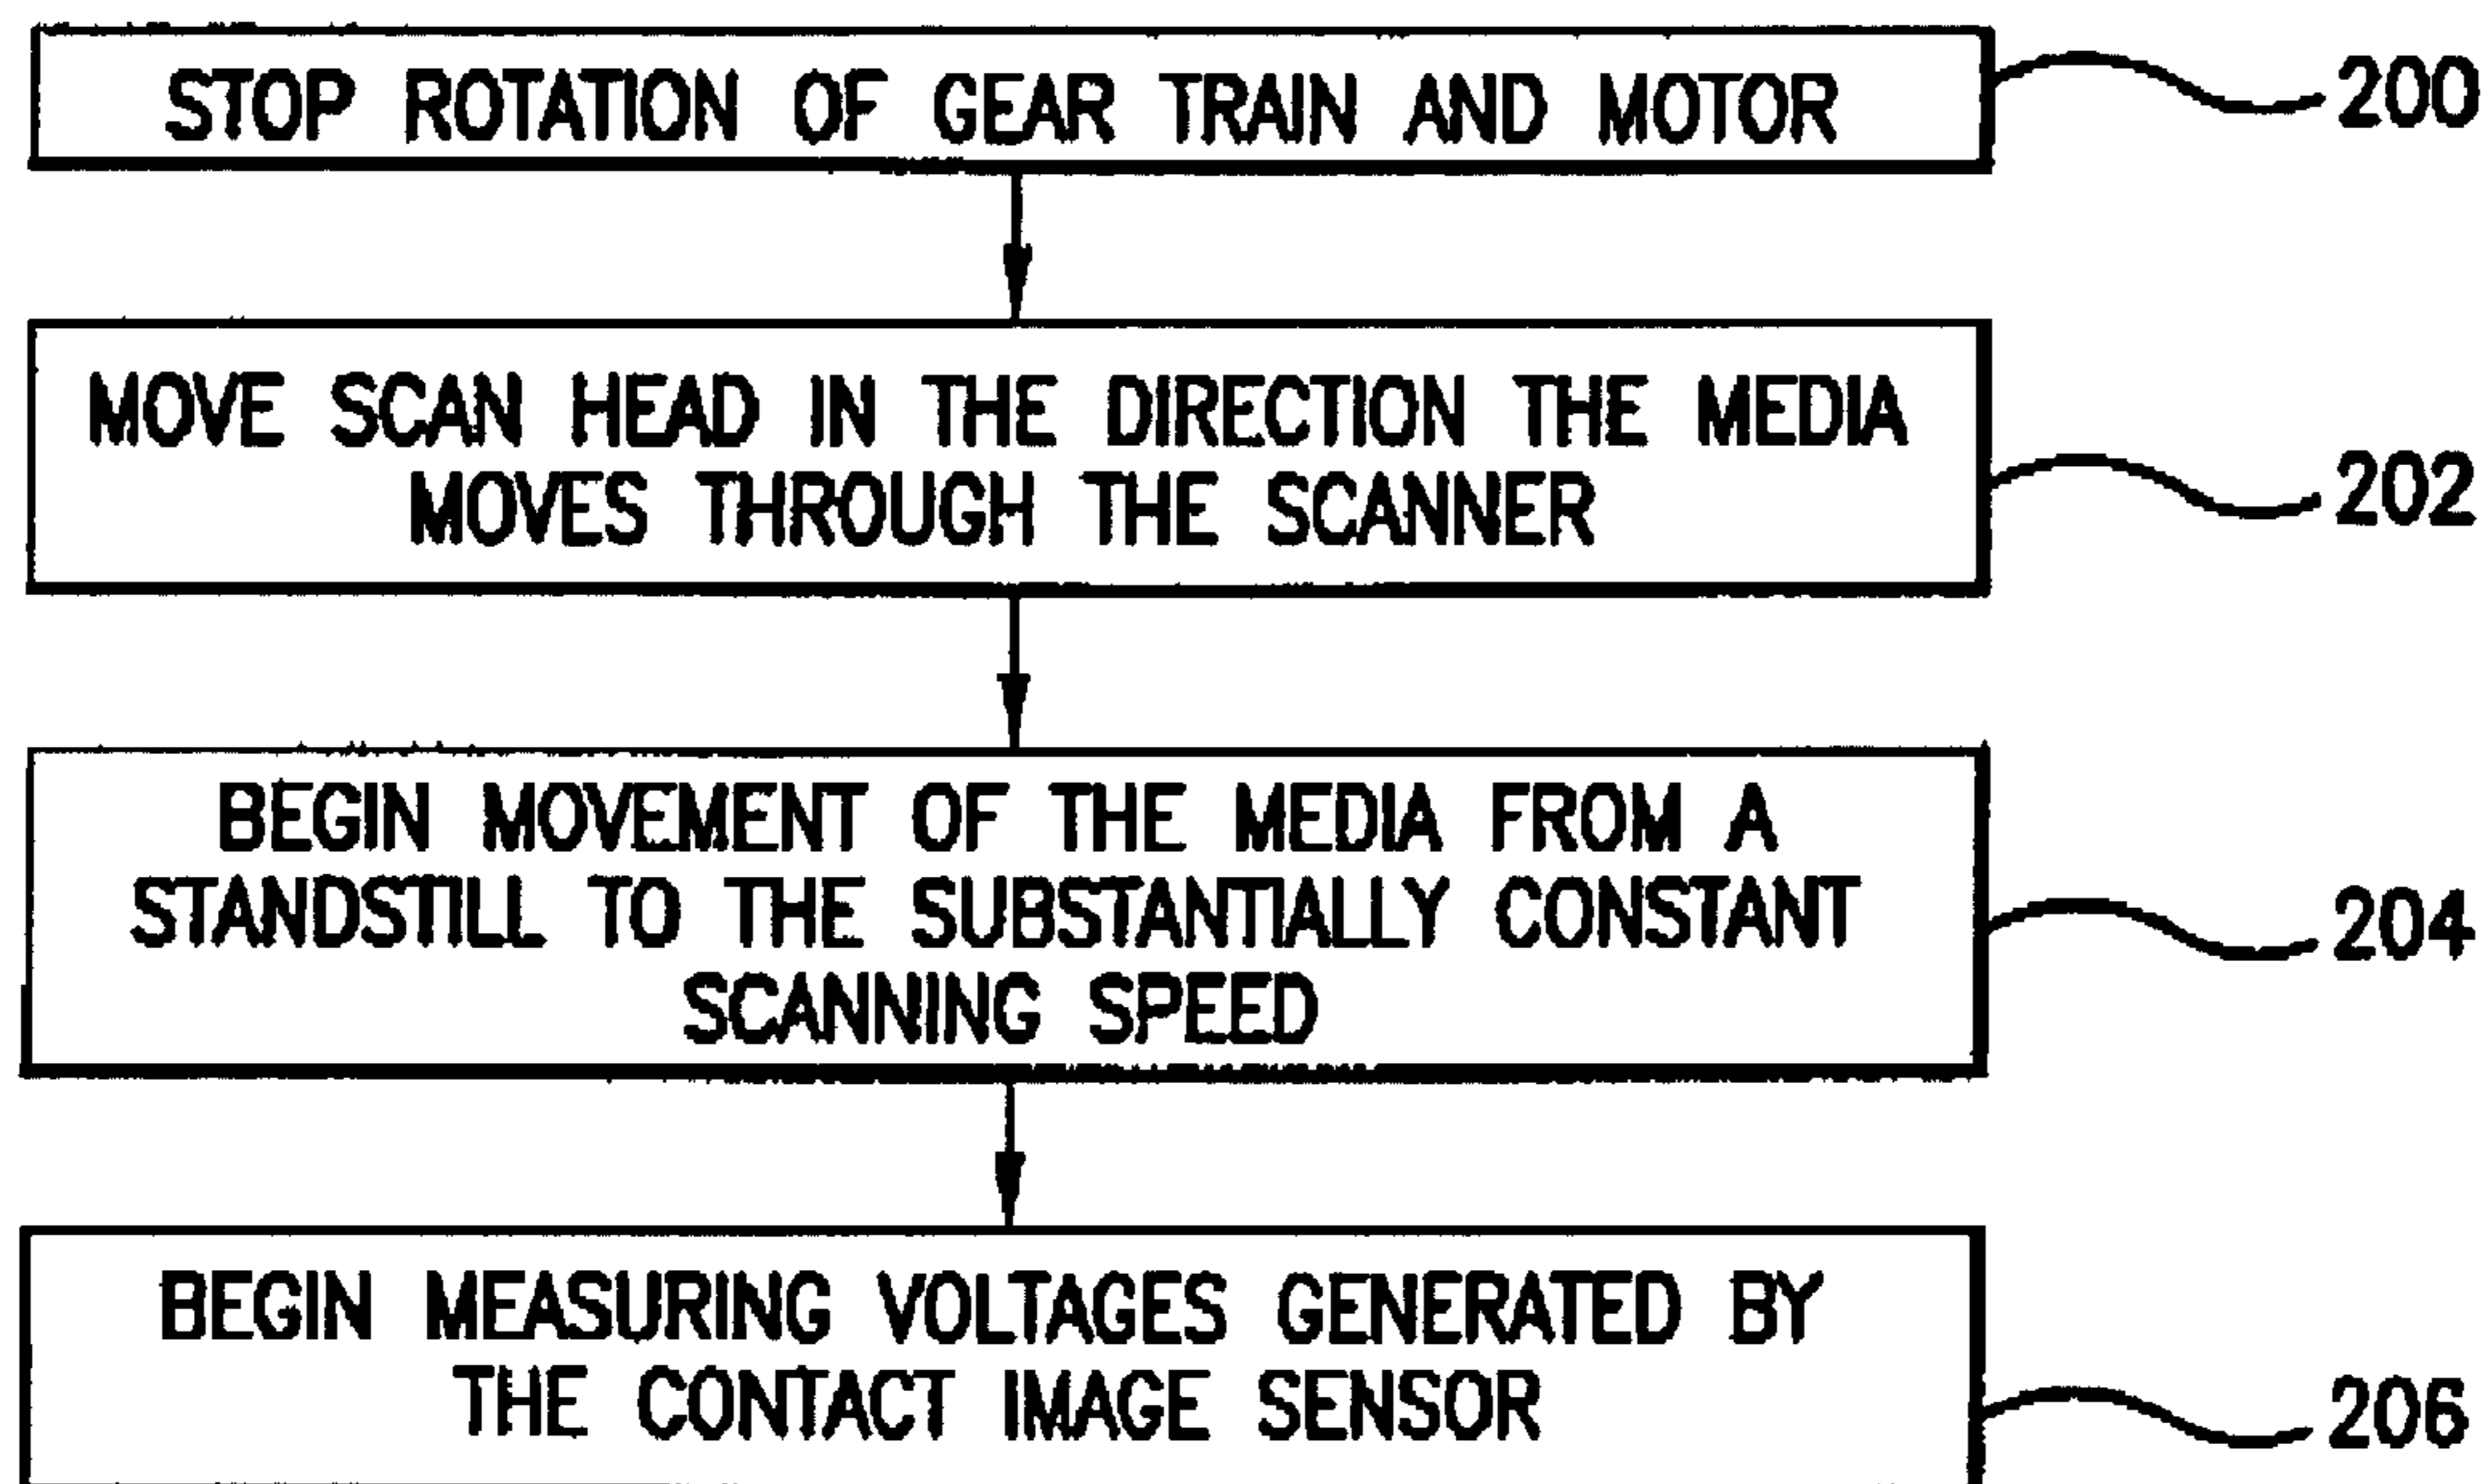 STOP ROTATION OF GEAR TRAIN AND MOTOR
200
MOVE SCAN HEAD IN THE DIRECTION THE MEDIA
MOVES THROUGH THE SCANNER
202
BEGIN MOVEMENT OF THE MEDIA FROM A
STANDSTILL TO THE SUBSTANTIALLY CONSTANT
SCANNING SPEED
204
BEGIN MEASURING VOLTAGES GENERATED BY
THE CONTACT IMAGE SENSOR
206